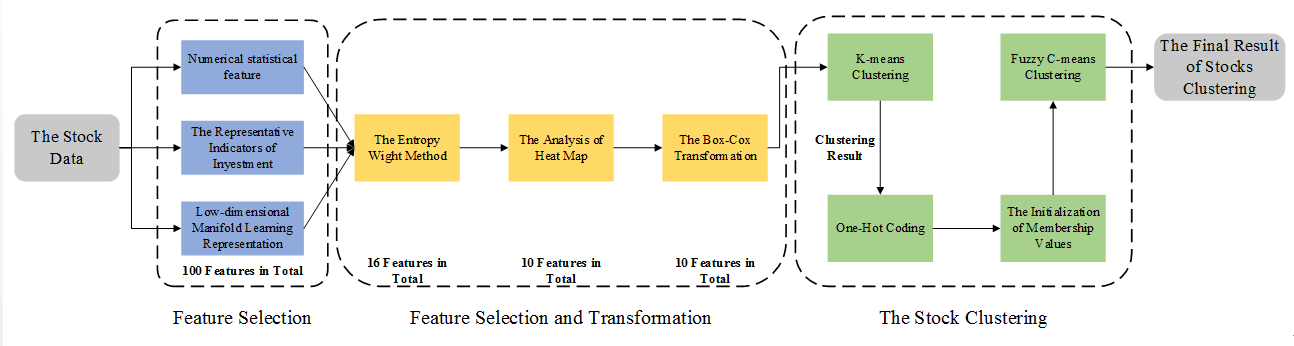 The Stock
Data
Numerical statistical
feature
The Representative
Indicators of
Inyestment
Low-dimensional
Manifold Learning
Representation
100 Features in Total
Feature Selection
The Entropy
Wight Method
16 Features in
Total
The Analysis of
Heat Map
10 Features in
Total
The Box-Cox
Transformation
10 Features in
Total
Feature Selection and Transformation
K-means
Clustering
Clustering
Result
One-Hot Coding
The Initialization
of Membership
Values
Fuzzy C-means
Clustering
The Stock Clustering
The Final Result
of Stocks
Clustering